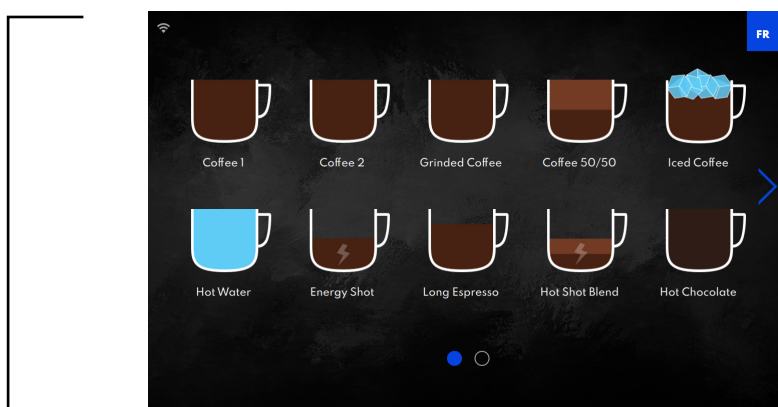 FR
Coffee 1 Coffee 2 Grinded Coffee Coffee 50/50 Iced Coffee
Hot Water Energy Shot Long Espresso Hot Shot Blend Hot Chocolate